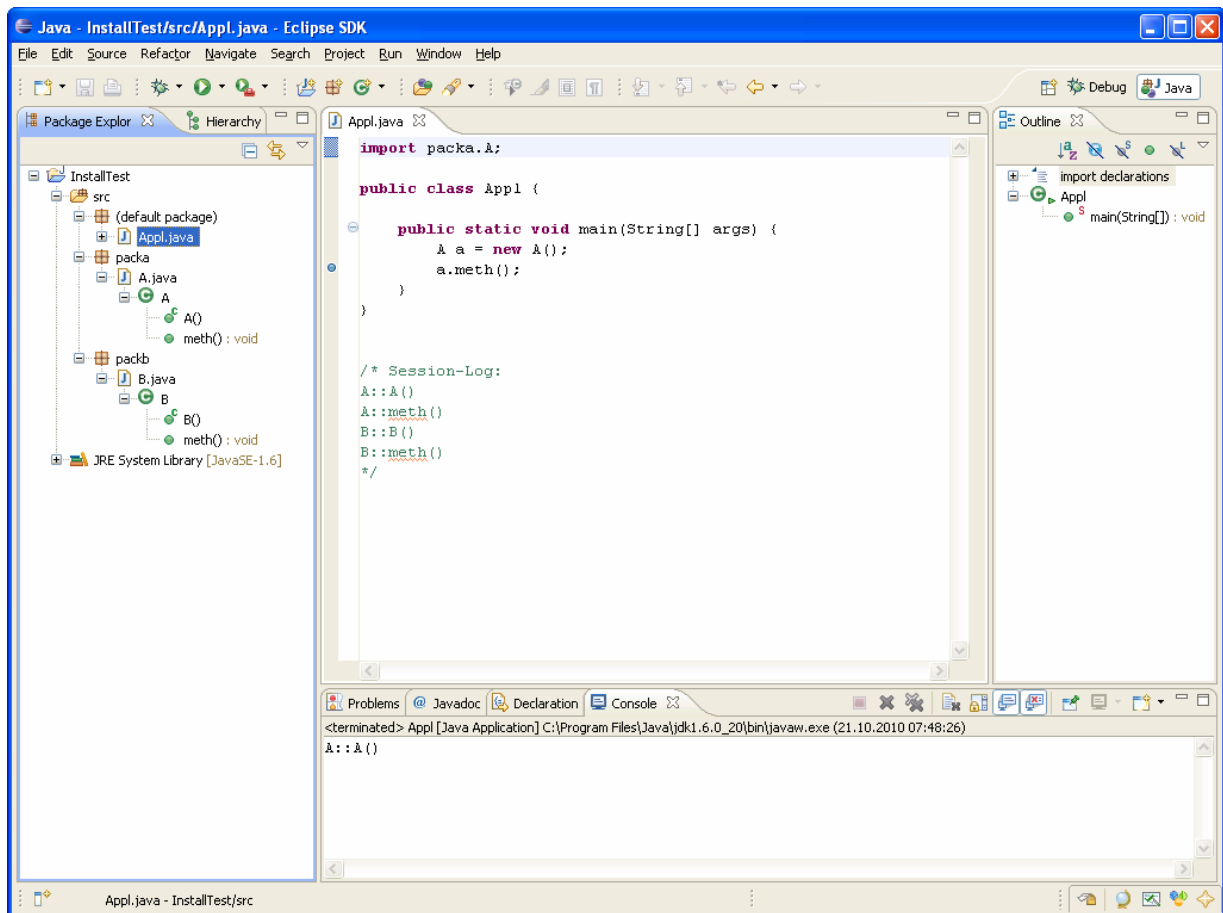 Java - InstallTest/src/Appl.java - Eclipse SDK
File Edit Source Refactor Navigate Search Project Run Window Help
Debug Java
Package Explor Hierarchy
InstallTest
src
(default package)
Appl.java
packa
A.java
A
A()
meth() : void
packb
B.java
B
B()
meth() : void
JRE System Library [JavaSE-1.6]
Appl.java
import packa.A;
public class Appl {
public static void main(String[] args) {
A a = new A();
a.meth();
}
}
/* Session-Log:
A::A()
A::meth()
B::B()
B::meth()
*/
Outline
import declarations
Appl
main(String[]) : void
Problems @ Javadoc Declaration Console
<terminated> Appl [Java Application] C:\Program Files\Java\jdk1.6.0_20\bin\javaw.exe (21.10.2010 07:48:26)
A::A()
Appl.java - InstallTest/src